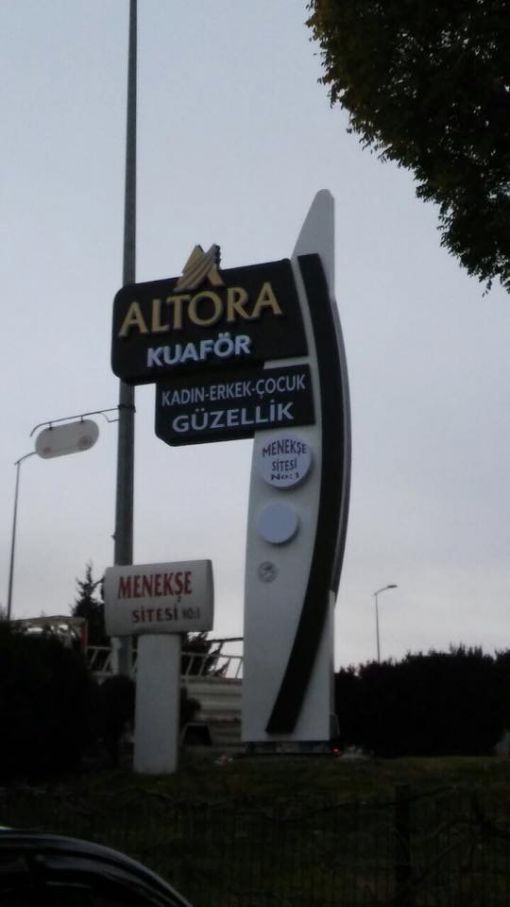 ALTORA
KUAFÖR
KADIN-ERKEK-ÇOCUK
GÜZELLİK
MENEKŞE
SİTESİ
No:1
MENEKŞE
SİTESİ NO:1